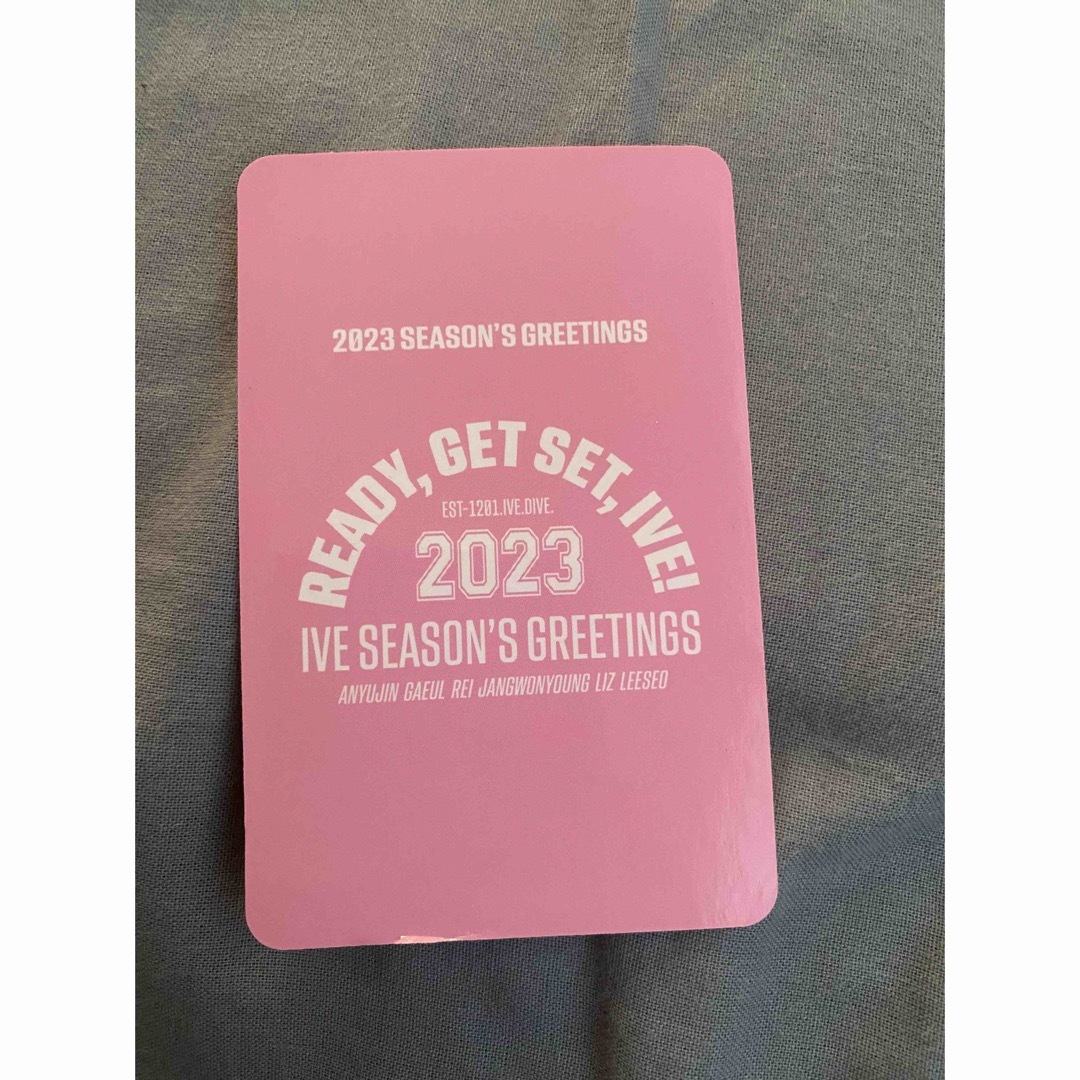 2023 SEASON'S GREETINGS
READY, GET SET, IVE!
EST-1201.IVE.DIVE.
2023
IVE SEASON'S GREETINGS
ANYUJIN GAEUL REI JANGWONYOUNG LIZ LEESEO